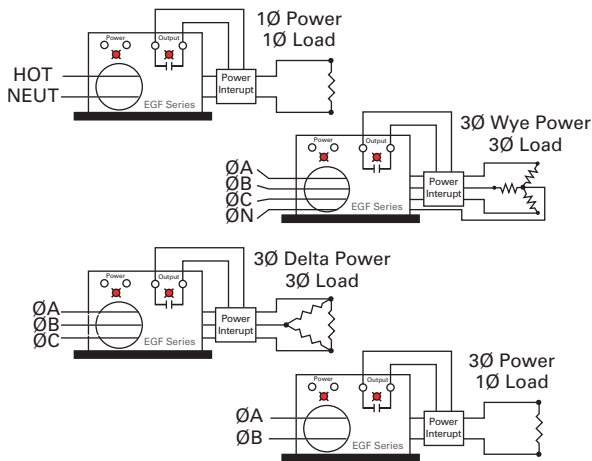 1Ø Power
1Ø Load
Power
Output
HOT
NEUT
Power
Interupt
EGF Series
3Ø Wye Power
3Ø Load
Power
Output
ØA
ØB
ØC
ØN
Power
Interupt
EGF Series
3Ø Delta Power
3Ø Load
Power
Output
ØA
ØB
ØC
Power
Interupt
EGF Series
3Ø Power
1Ø Load
Power
Output
ØA
ØB
Power
Interupt
EGF Series